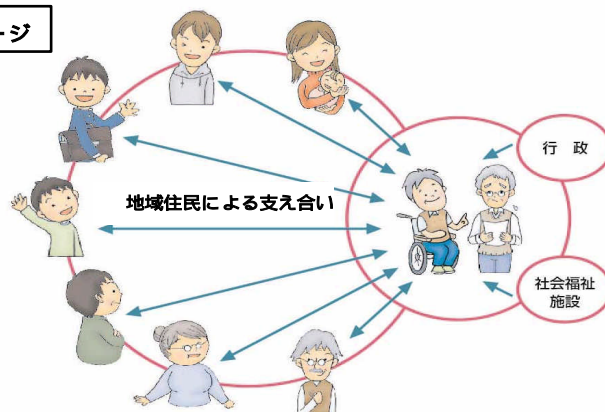 ージ
行 政
地域住民による支え合い
社会福祉
施設